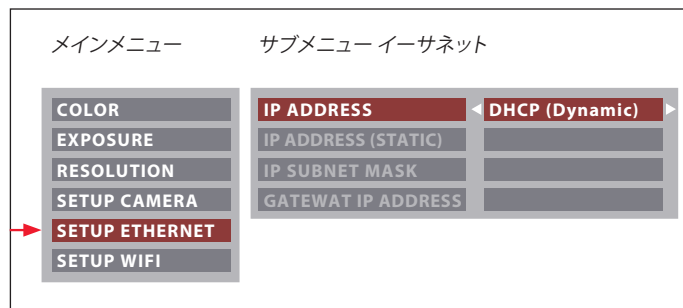 メインメニュー
サブメニュー イーサネット
COLOR
EXPOSURE
RESOLUTION
SETUP CAMERA
SETUP ETHERNET
SETUP WIFI
IP ADDRESS DHCP (Dynamic)
IP ADDRESS (STATIC)
IP SUBNET MASK
GATEWAT IP ADDRESS